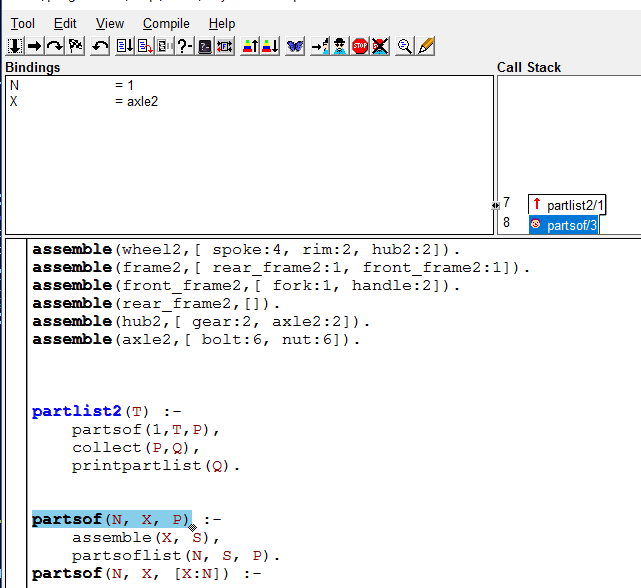 Tool Edit View Compile Help
Bindings
N = 1
X = axle2
Call Stack
7 partlist2/1
8 partsof/3
assemble(wheel2,[ spoke:4, rim:2, hub2:2]).
assemble(frame2,[ rear_frame2:1, front_frame2:1]).
assemble(front_frame2,[ fork:1, handle:2]).
assemble(rear_frame2,[]).
assemble(hub2,[ gear:2, axle2:2]).
assemble(axle2,[ bolt:6, nut:6]).
partlist2(T) :-
partsof(1,T,P),
collect(P,Q),
printpartlist(Q).
partsof(N, X, P) :-
assemble(X, S),
partsoflist(N, S, P).
partsof(N, X, [X:N]) :-